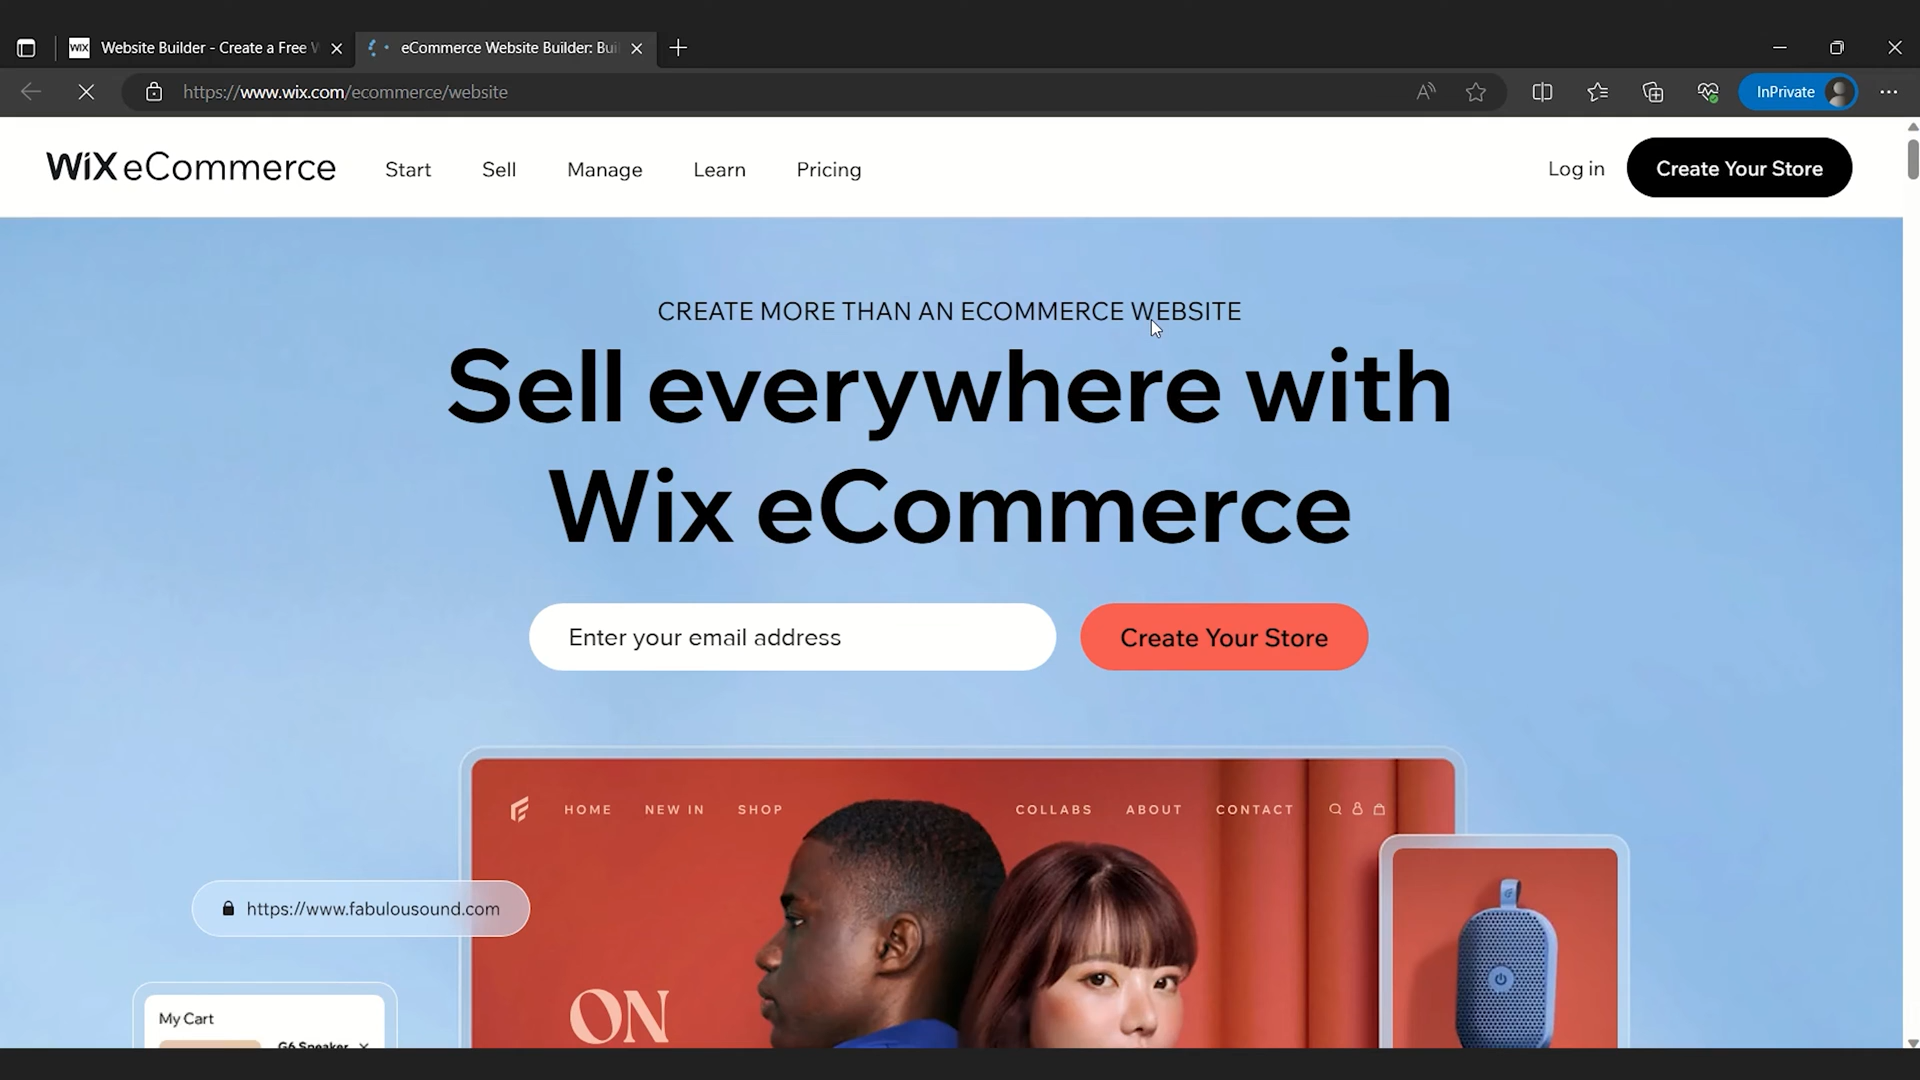 Website Builder - Create a Free W
eCommerce Website Builder: Bui
https://www.wix.com/ecommerce/website
InPrivate
WiX eCommerce
Start
Sell
Manage
Learn
Pricing
Log in
Create Your Store
CREATE MORE THAN AN ECOMMERCE WEBSITE
Sell everywhere with
Wix eCommerce
Enter your email address
Create Your Store
HOME
NEW IN
SHOP
COLLABS
ABOUT
CONTACT
https://www.fabulousound.com
ON
My Cart
G6 Speaker